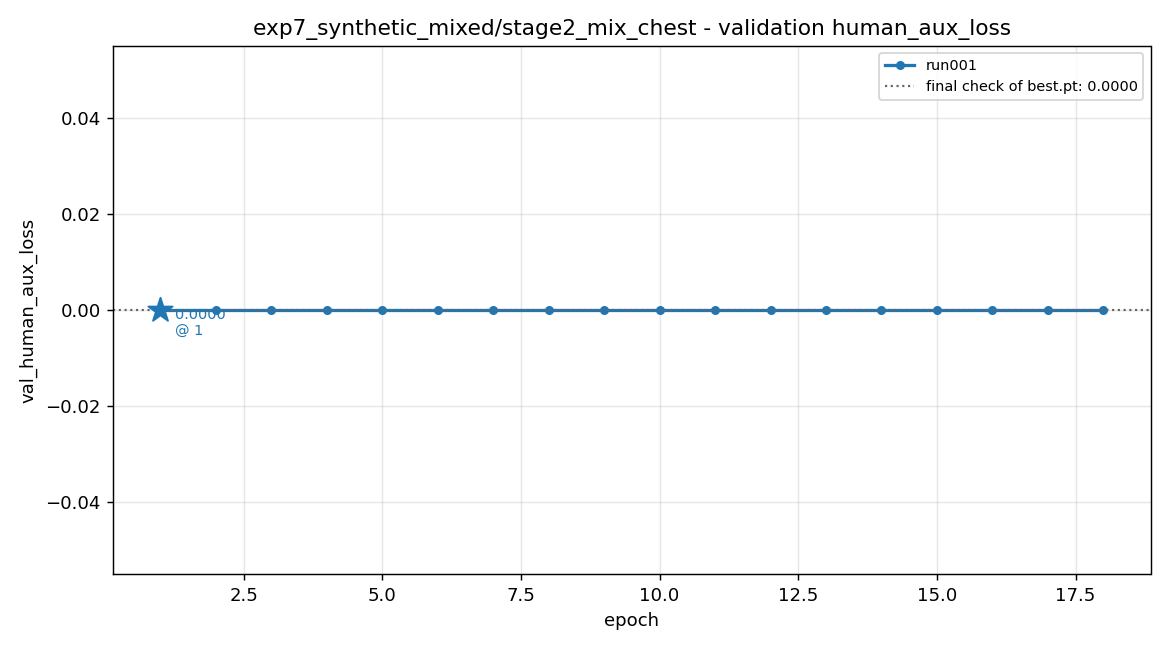 exp7_synthetic_mixed/stage2_mix_chest - validation human_aux_loss
run001
final check of best.pt: 0.0000
val_human_aux_loss
0.04
0.02
0.00
−0.02
−0.04
0.0000
@ 1
2.5 5.0 7.5 10.0 12.5 15.0 17.5
epoch